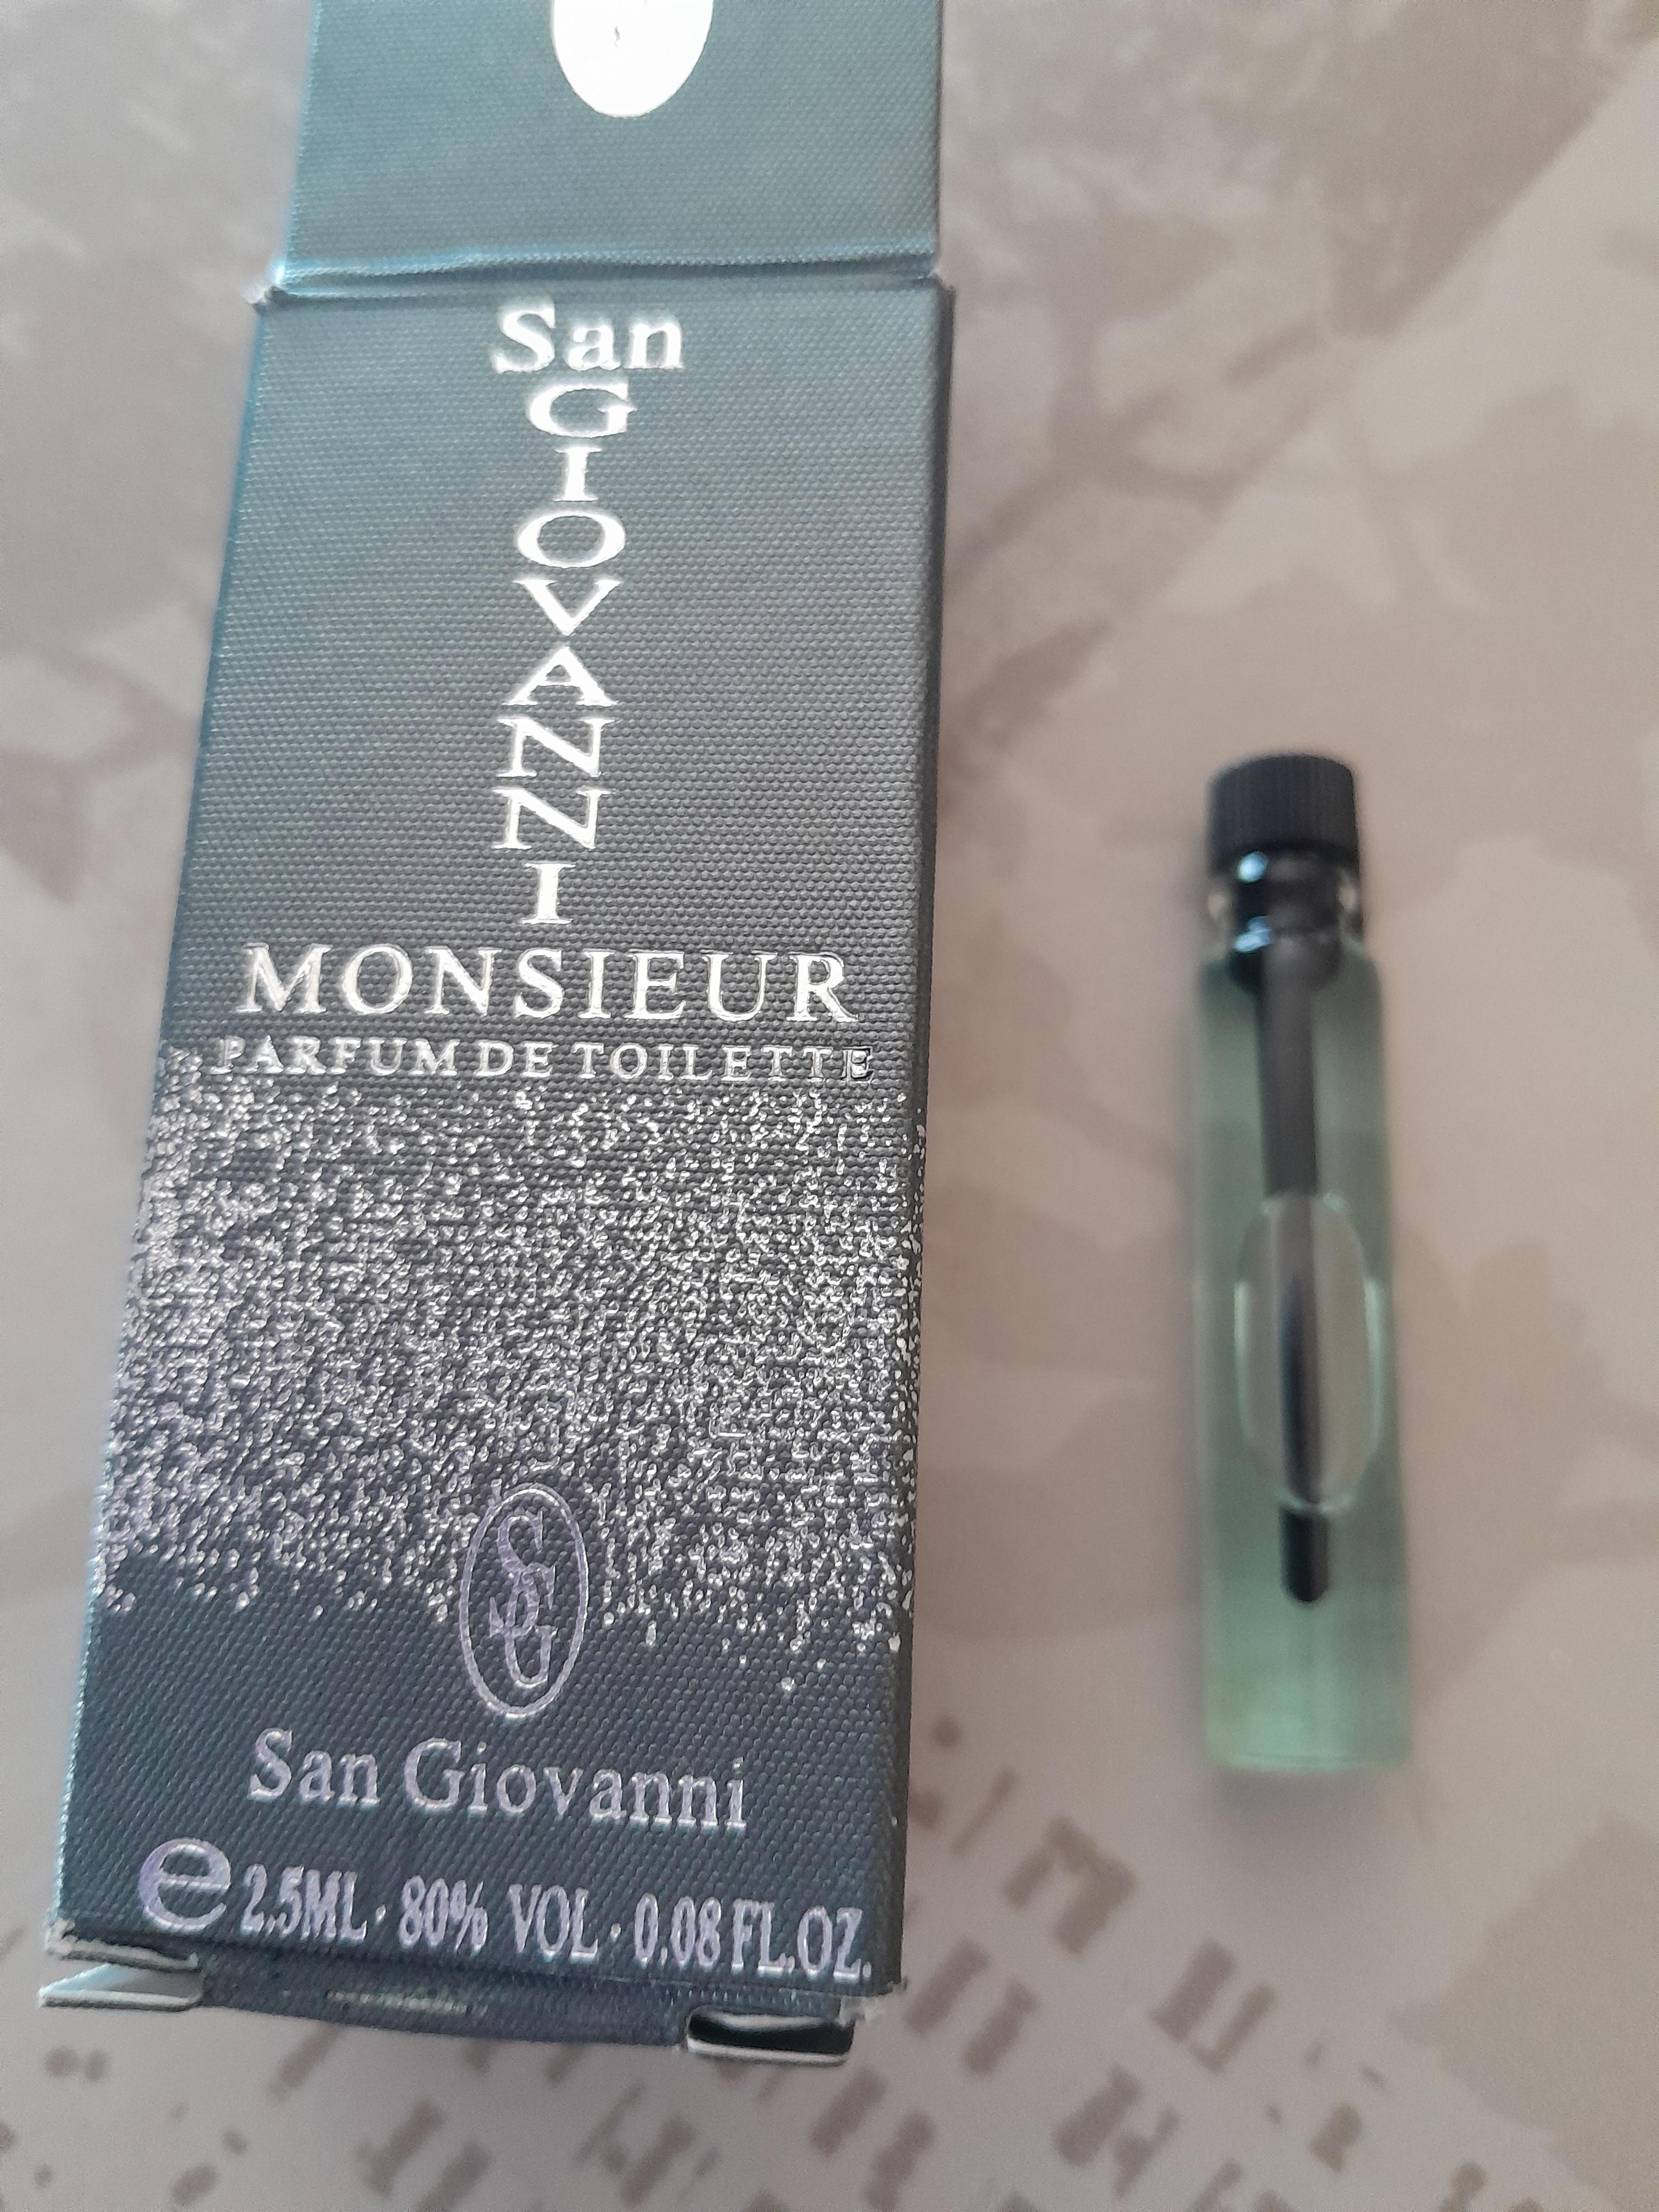 San
GIOVANNI
MONSIEUR
PARFUM DE TOILETTE
SG
San Giovanni
e 2.5ML · 80% VOL · 0.08 FL.OZ.